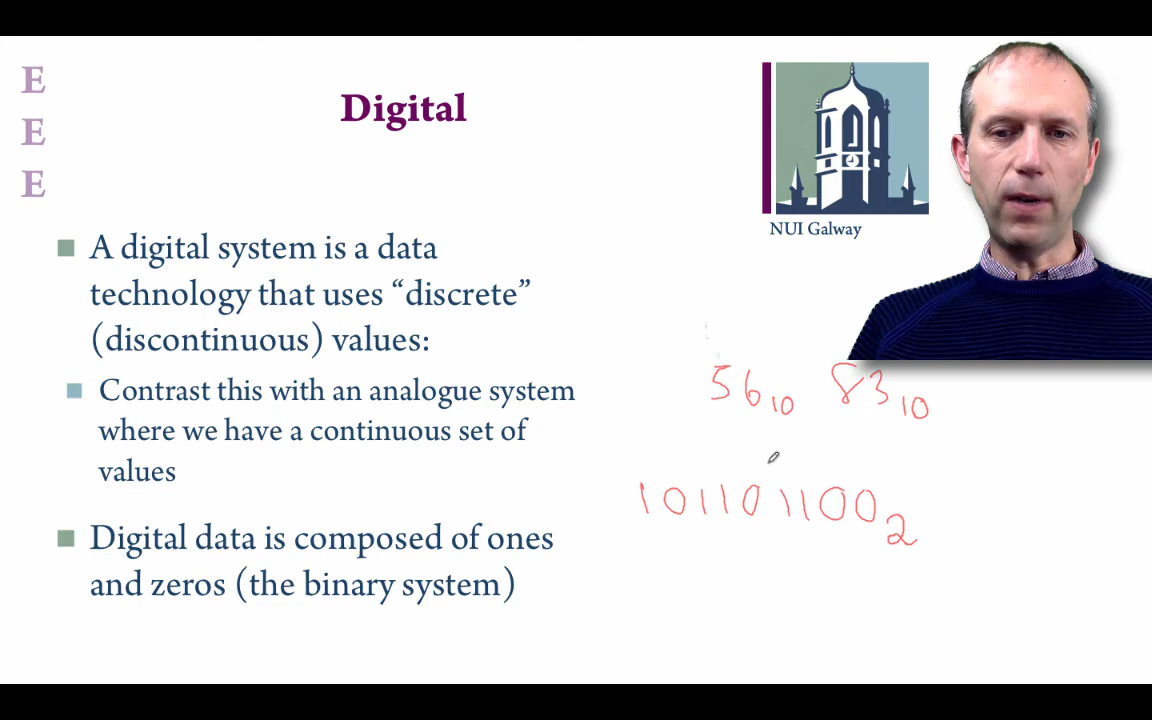 E
E
E
Digital
NUI Galway
■ A digital system is a data
technology that uses “discrete”
(discontinuous) values:
■ Contrast this with an analogue system
where we have a continuous set of
values
■ Digital data is composed of ones
and zeros (the binary system)
56₁₀ 83₁₀
101101100₂